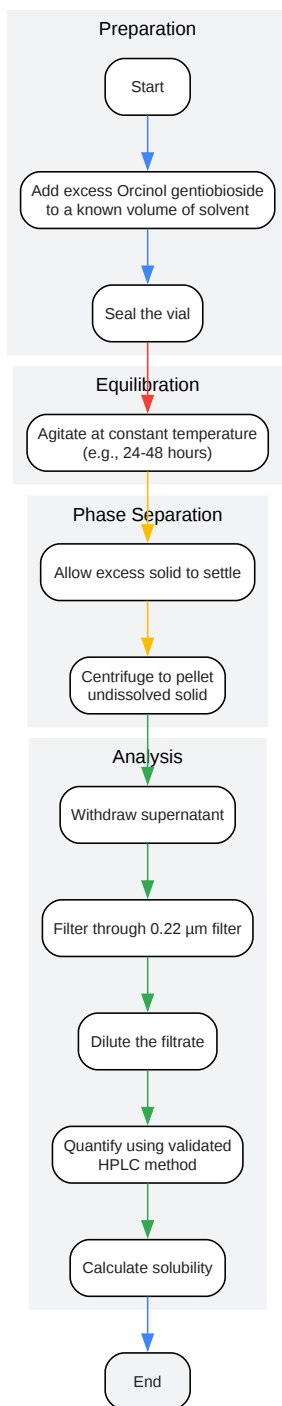 Preparation
Start
Add excess Orcinol gentiobioside
to a known volume of solvent
Seal the vial
Equilibration
Agitate at constant temperature
(e.g., 24-48 hours)
Phase Separation
Allow excess solid to settle
Centrifuge to pellet
undissolved solid
Analysis
Withdraw supernatant
Filter through 0.22 µm filter
Dilute the filtrate
Quantify using validated
HPLC method
Calculate solubility
End